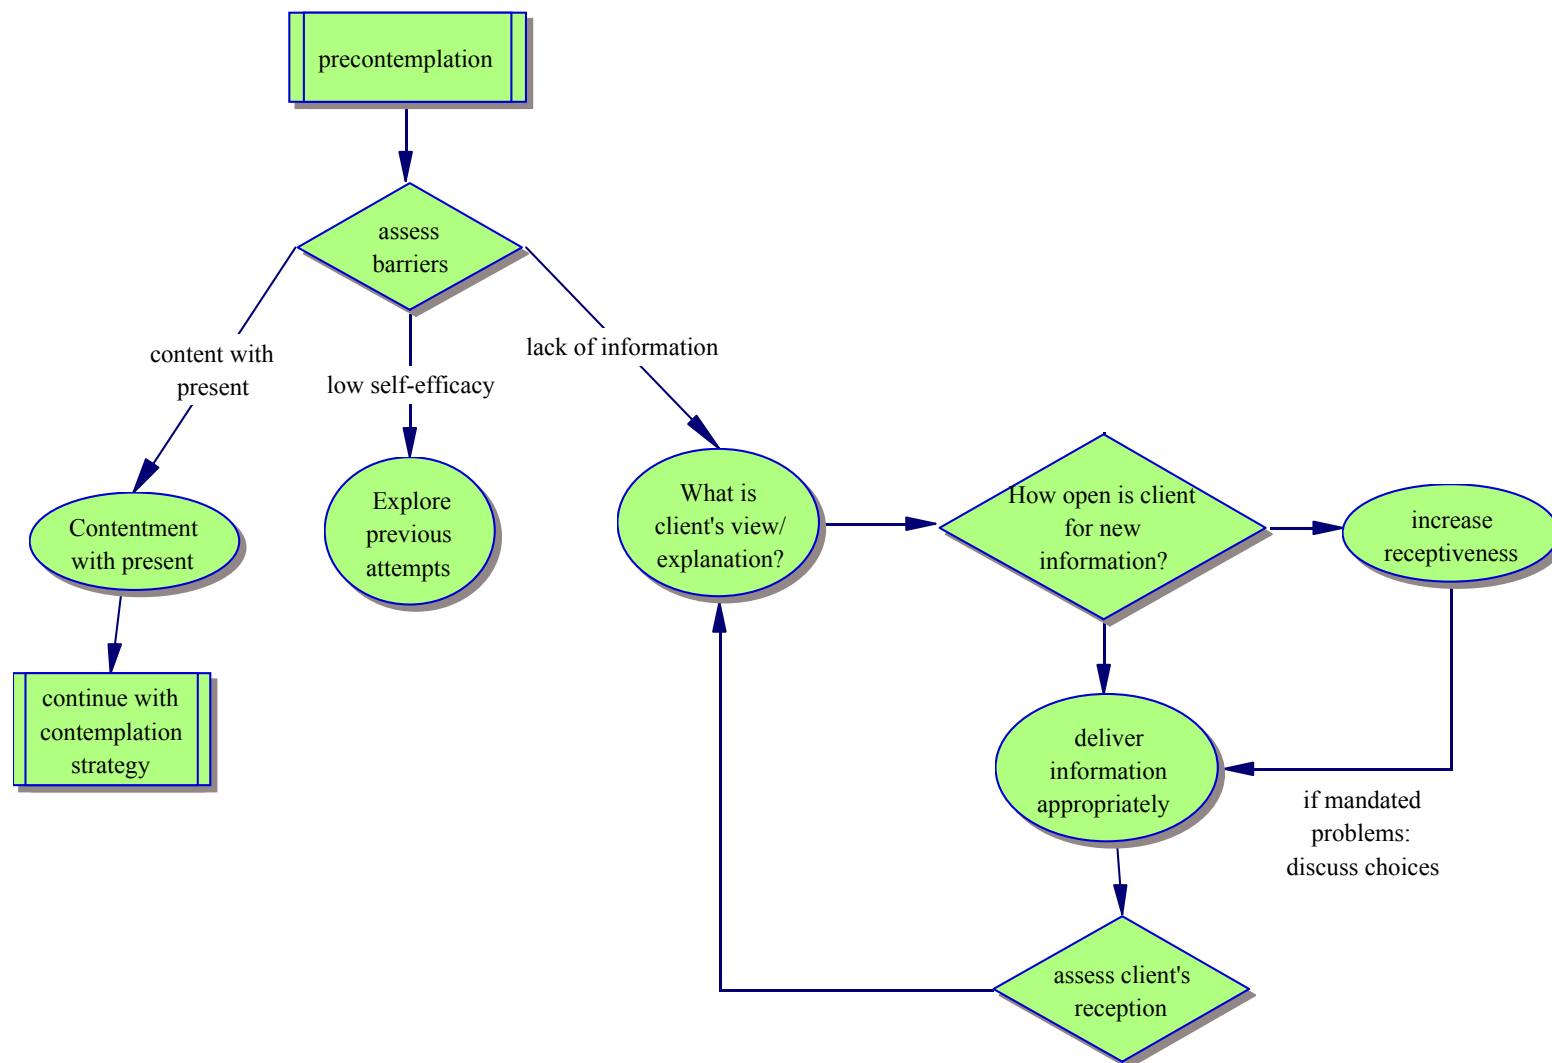 precontemplation
assess
barriers
content with
present
low self-efficacy
lack of information
Contentment
with present
Explore
previous
attempts
What is
client's view/
explanation?
How open is client
for new
information?
increase
receptiveness
continue with
contemplation
strategy
deliver
information
appropriately
if mandated
problems:
discuss choices
assess client's
reception